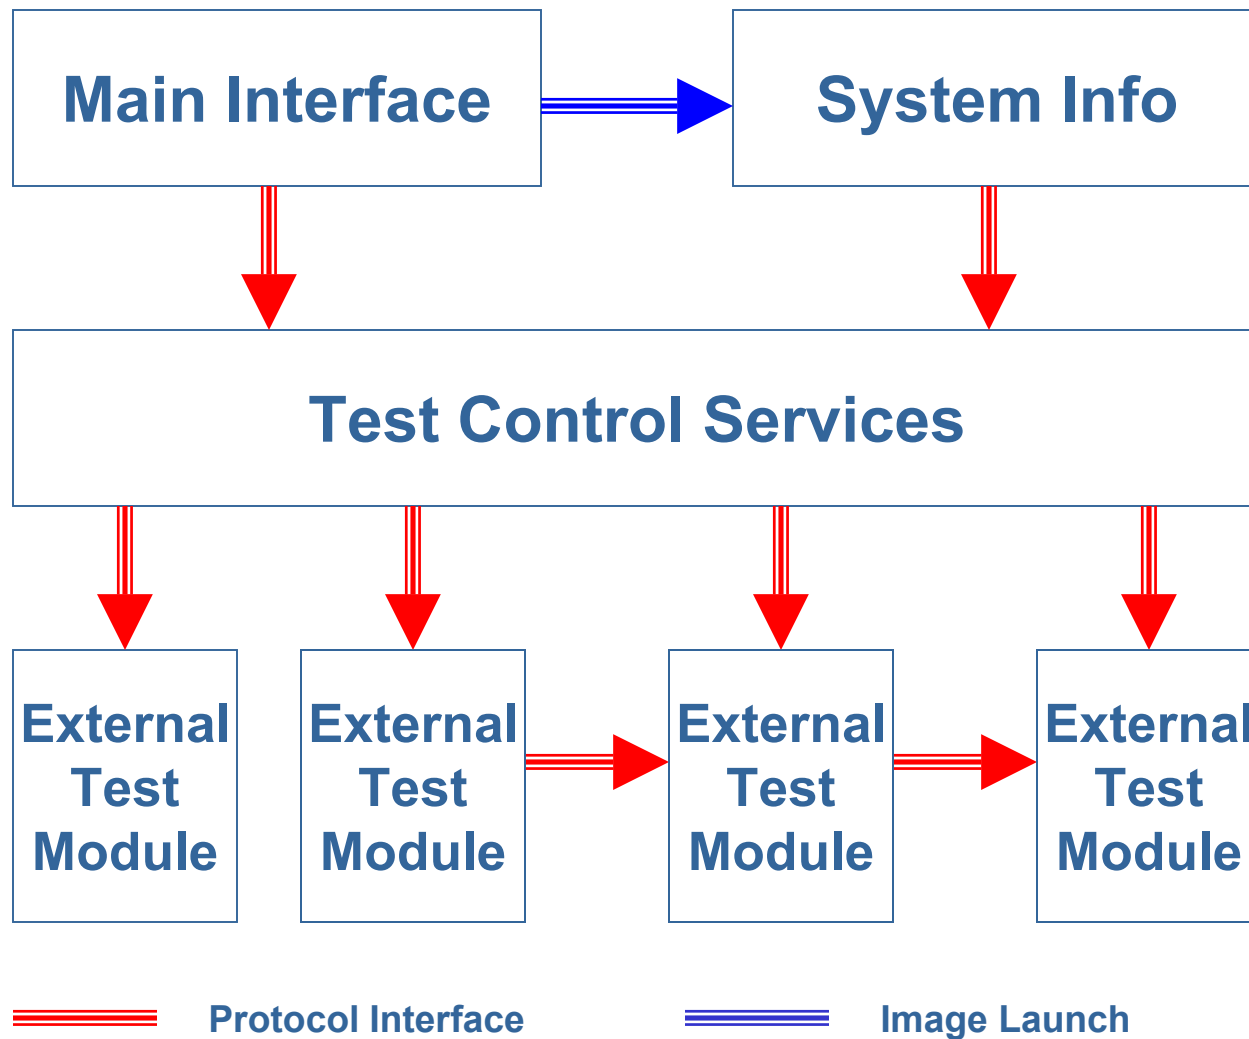 Main Interface
System Info
Test Control Services
External
Test
Module
External
Test
Module
External
Test
Module
External
Test
Module
Protocol Interface
Image Launch